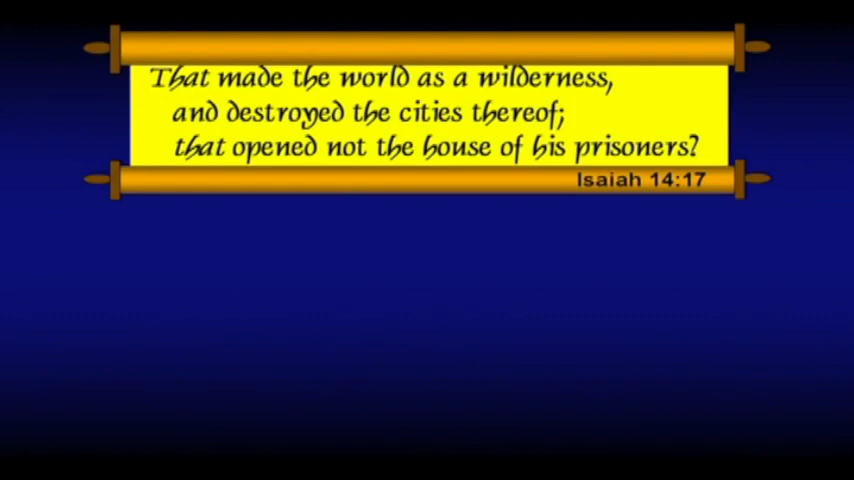 That made the world as a wilderness,
and destroyed the cities thereof;
that opened not the house of his prisoners?
Isaiah 14:17